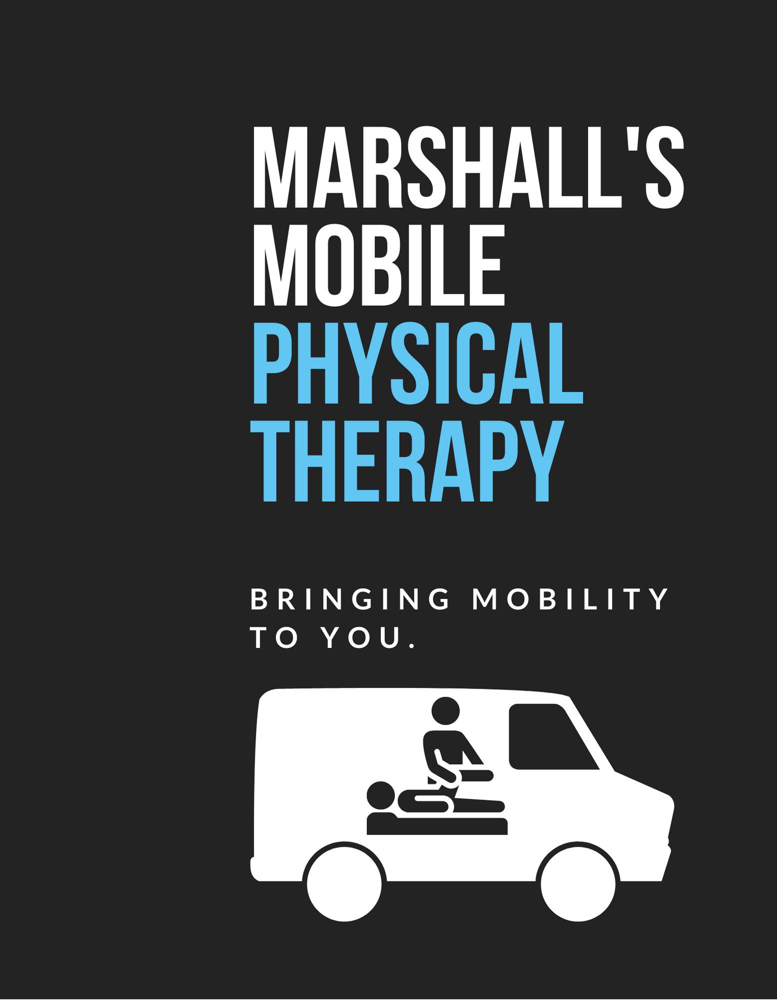 MARSHALL'S
MOBILE
PHYSICAL
THERAPY
BRINGING MOBILITY
TO YOU.